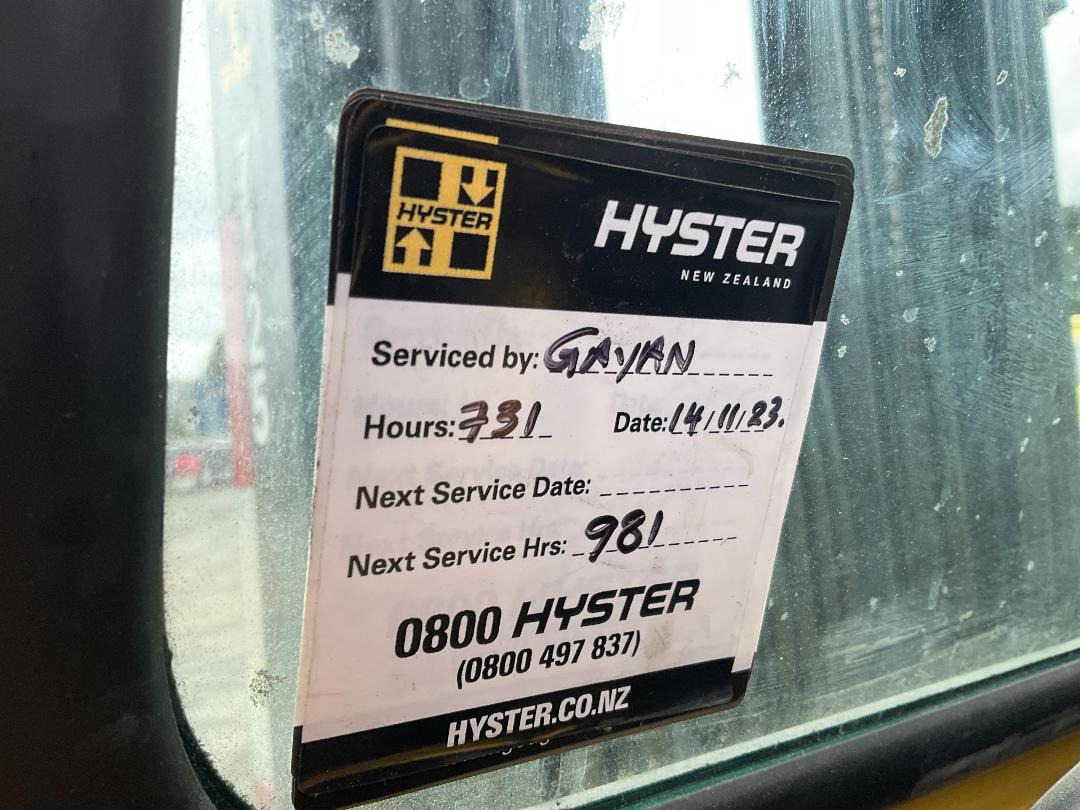 HYSTER
HYSTER
NEW ZEALAND
Serviced by: GAYAN
Hours: 731 Date: 14/11/23.
Next Service Date:
Next Service Hrs: 981
0800 HYSTER
(0800 497 837)
HYSTER.CO.NZ